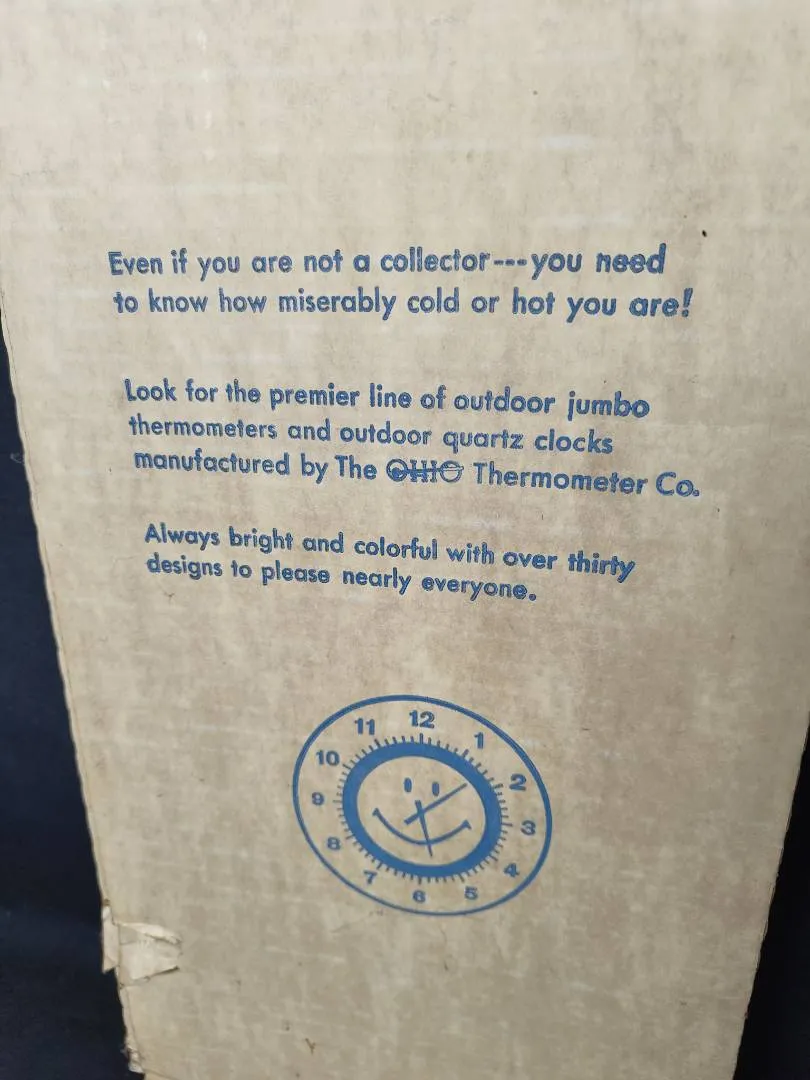 Even if you are not a collector---you need
to know how miserably cold or hot you are!
Look for the premier line of outdoor jumbo
thermometers and outdoor quartz clocks
manufactured by The OHIO Thermometer Co.
Always bright and colorful with over thirty
designs to please nearly everyone.
12
1
2
3
4
5
6
7
8
9
10
11